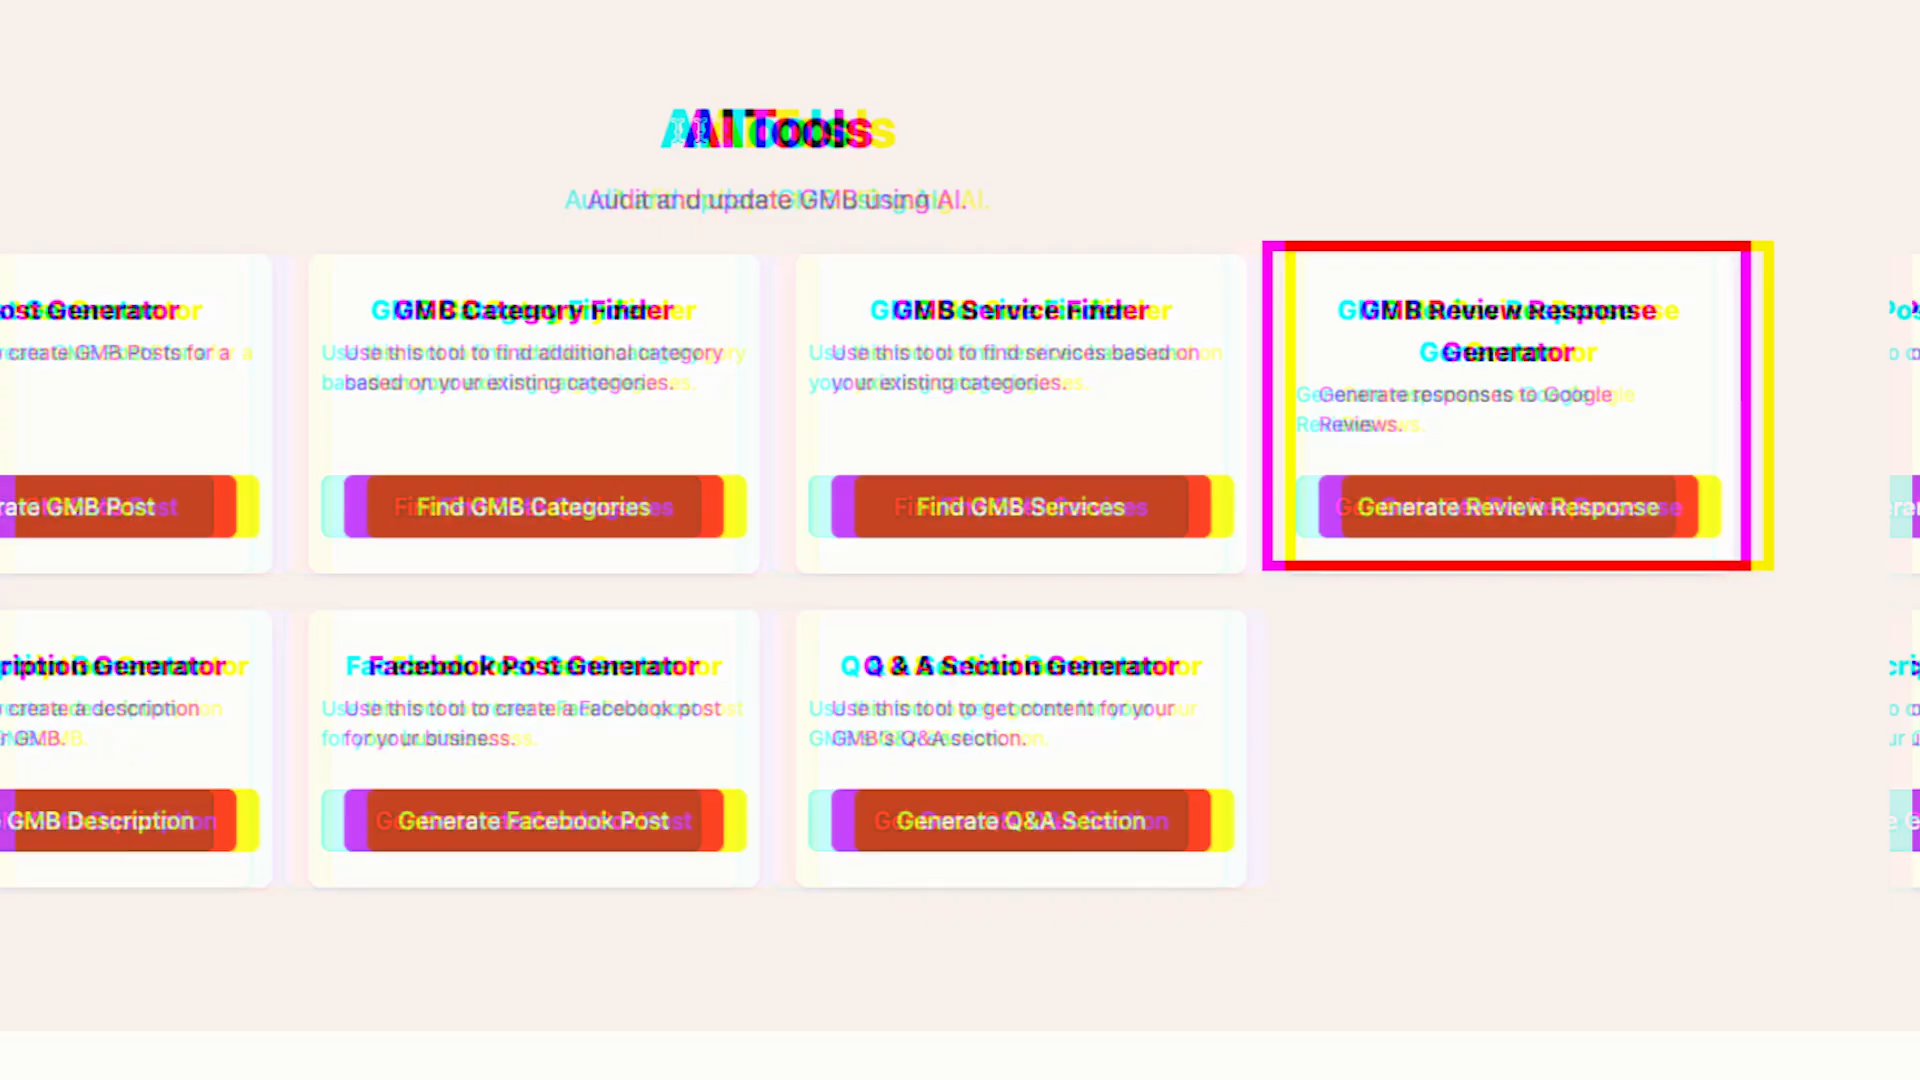 AI Tools
Audit and update GMB using AI.
Generator
create GMB Posts for a
GMB Post
GMB Category Finder
Use this tool to find additional category
based on your existing categories.
Find GMB Categories
GMB Service Finder
Use this tool to find services based on
your existing categories.
Find GMB Services
GMB Review Response
Generator
Generate responses to Google
Reviews.
Generate Review Response
Generator
create a description
GMB.
GMB Description
Facebook Post Generator
Use this tool to create a Facebook post
for your business.
Generate Facebook Post
Q & A Section Generator
Use this tool to get content for your
GMB's Q&A section.
Generate Q&A Section